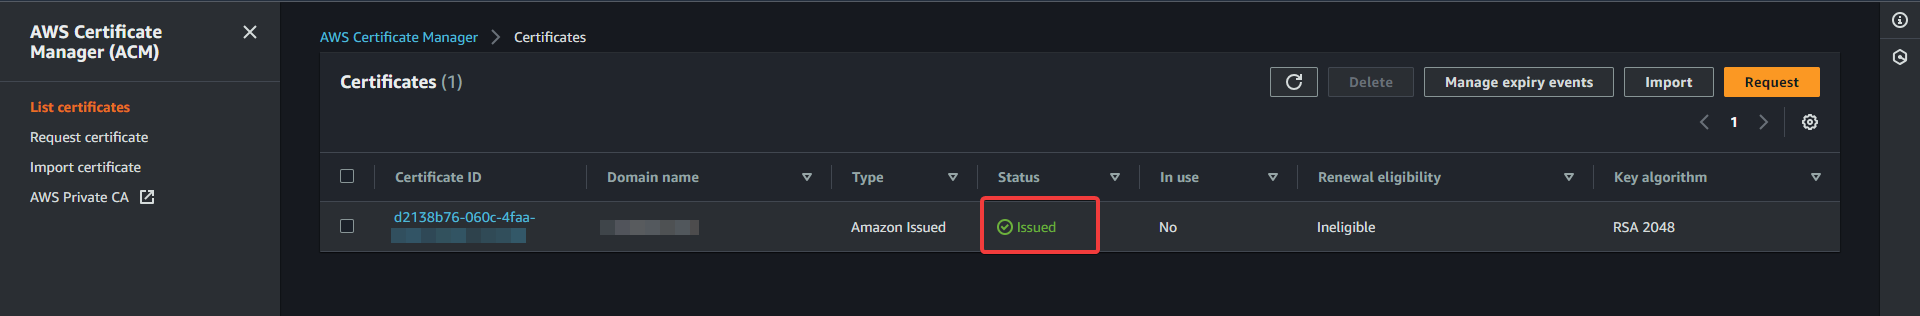 AWS Certificate
Manager (ACM)
List certificates
Request certificate
Import certificate
AWS Private CA
AWS Certificate Manager > Certificates
Certificates (1)
Delete
Manage expiry events
Import
Request
1
Certificate ID
Domain name
Type
Status
In use
Renewal eligibility
Key algorithm
d2138b76-060c-4faa-
Amazon Issued
Issued
No
Ineligible
RSA 2048